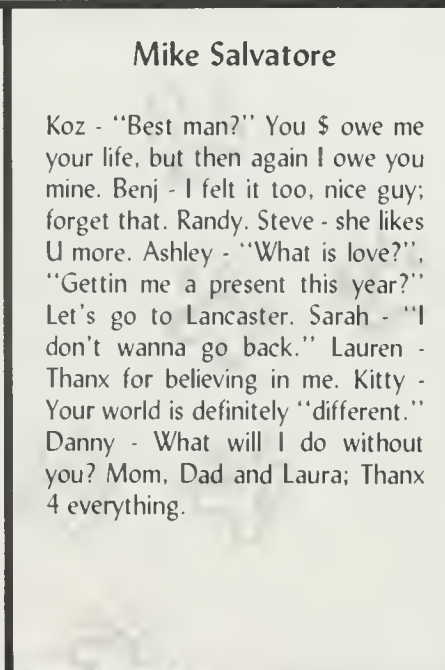 Mike Salvatore
Koz - "Best man?" You $ owe me
your life, but then again I owe you
mine. Benj - I felt it too, nice guy;
forget that. Randy. Steve - she likes
U more. Ashley - "What is love?",
"Gettin me a present this year?"
Let's go to Lancaster. Sarah - "I
don't wanna go back." Lauren -
Thanx for believing in me. Kitty -
Your world is definitely "different."
Danny - What will I do without
you? Mom, Dad and Laura; Thanx
4 everything.